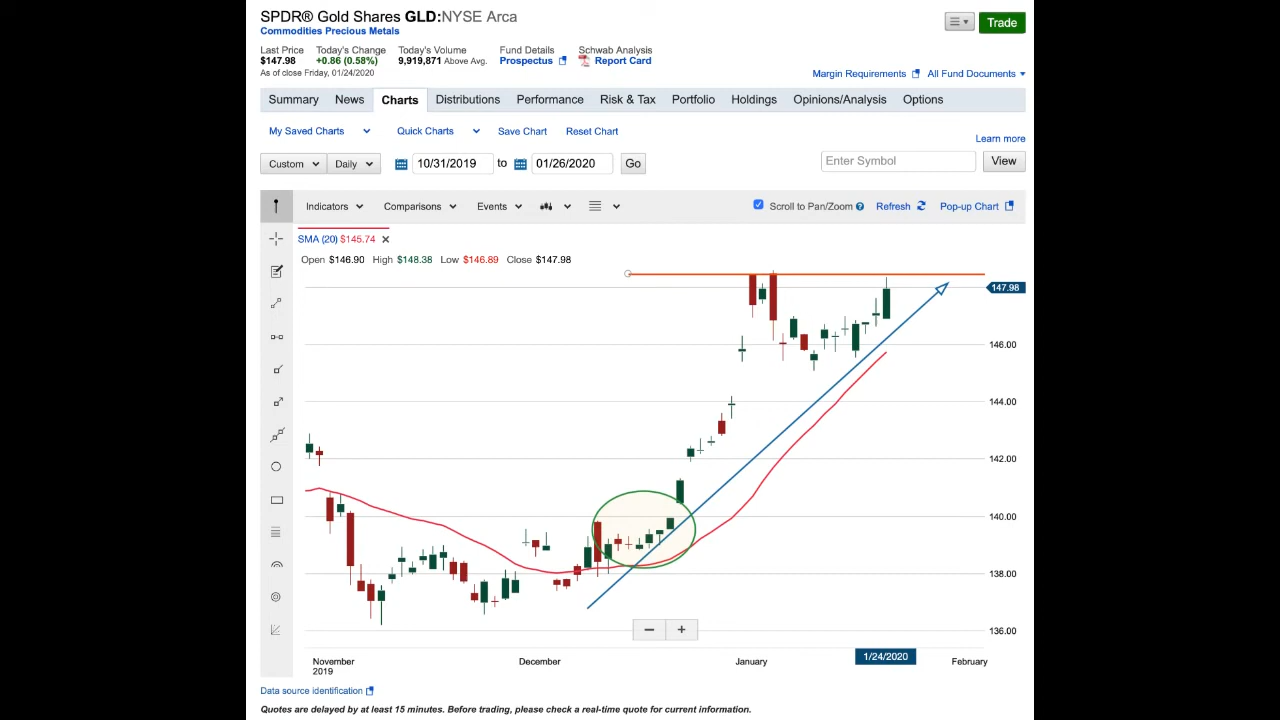 SPDR® Gold Shares GLD:NYSE Arca
Commodities Precious Metals
Trade
Last Price Today's Change Today's Volume Fund Details Schwab Analysis
$147.98 +0.86 (0.58%) 9,919,871 Above Avg. Prospectus Report Card
As of close Friday, 01/24/2020
Margin Requirements All Fund Documents
Summary News Charts Distributions Performance Risk & Tax Portfolio Holdings Opinions/Analysis Options
My Saved Charts Quick Charts Save Chart Reset Chart
Learn more
Custom Daily 10/31/2019 to 01/26/2020 Go Enter Symbol View
Indicators Comparisons Events Scroll to Pan/Zoom Refresh Pop-up Chart
SMA (20) $145.74
Open $146.90 High $148.38 Low $146.89 Close $147.98
147.98
146.00
144.00
142.00
140.00
138.00
136.00
November December January 1/24/2020 February
2019
Data source identification
Quotes are delayed by at least 15 minutes. Before trading, please check a real-time quote for current information.